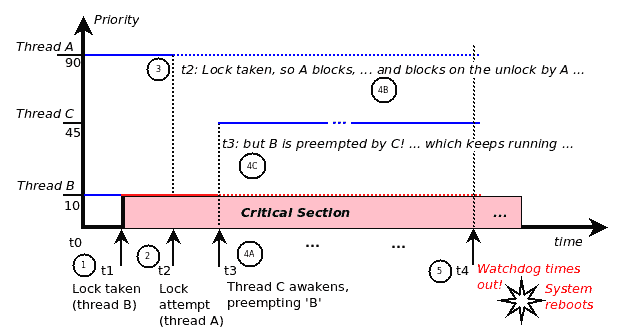 Priority
Thread A
90
3
t2: Lock taken, so A blocks, ... and blocks on the unlock by A ...
4B
Thread C
45
...
t3: but B is preempted by C! ... which keeps running ...
4C
Thread B
10
Critical Section
...
t0
time
1
t1
2
t2
4A
t3
...
...
5
t4
Lock taken
(thread B)
Lock
attempt
(thread A)
Thread C awakens,
preempting 'B'
Watchdog times
out!
System
reboots